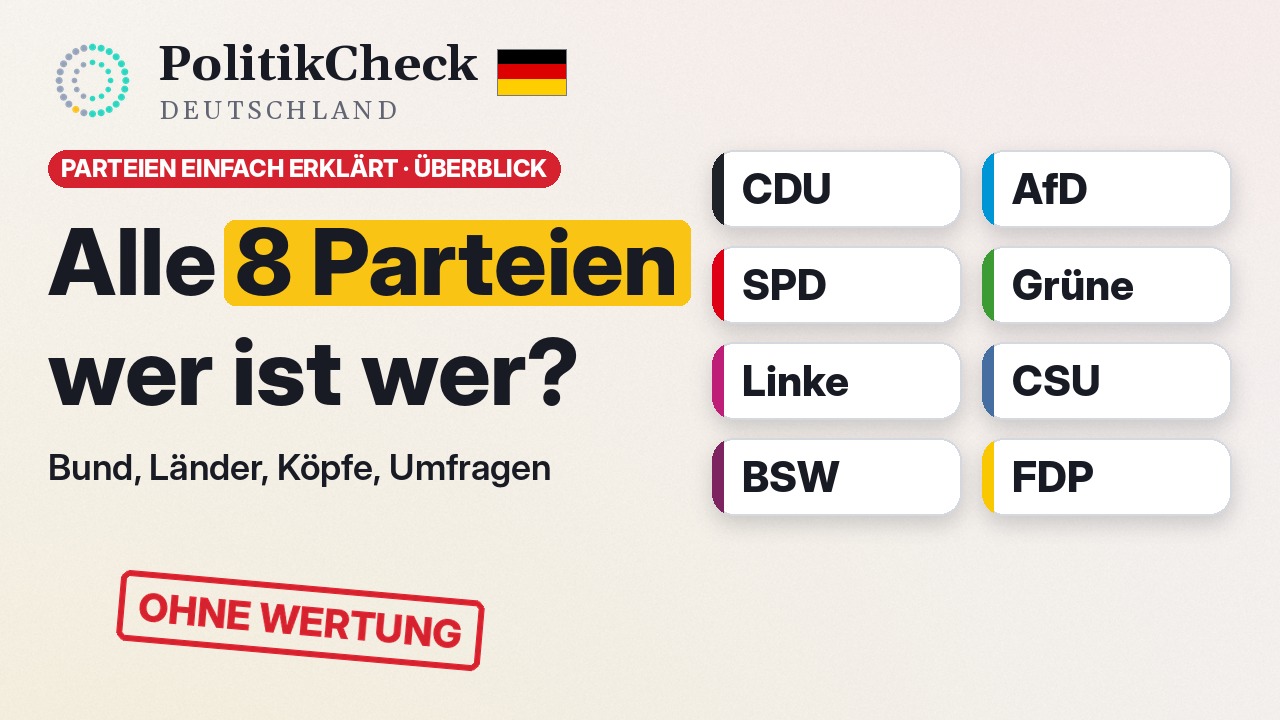 PolitikCheck
DEUTSCHLAND
PARTEIEN EINFACH ERKLÄRT · ÜBERBLICK
Alle 8 Parteien
wer ist wer?
Bund, Länder, Köpfe, Umfragen
OHNE WERTUNG
CDU
AfD
SPD
Grüne
Linke
CSU
BSW
FDP